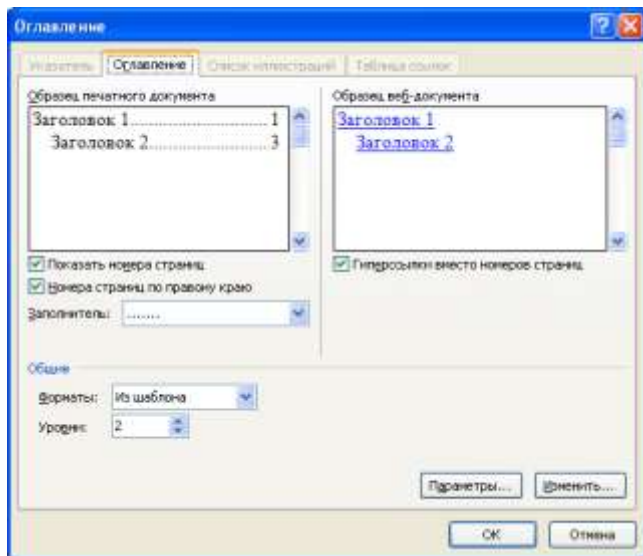 Оглавление
Указатель Оглавление Список иллюстраций Таблица ссылок
Образец печатного документа
Заголовок 1 ........................... 1
Заголовок 2 ....................... 3
Образец веб-документа
Заголовок 1
Заголовок 2
Показать номера страниц
Номера страниц по правому краю
Заполнитель: .......
Гиперссылки вместо номеров страниц
Общие
Форматы: Из шаблона
Уровни: 2
Параметры... Изменить...
ОК Отмена